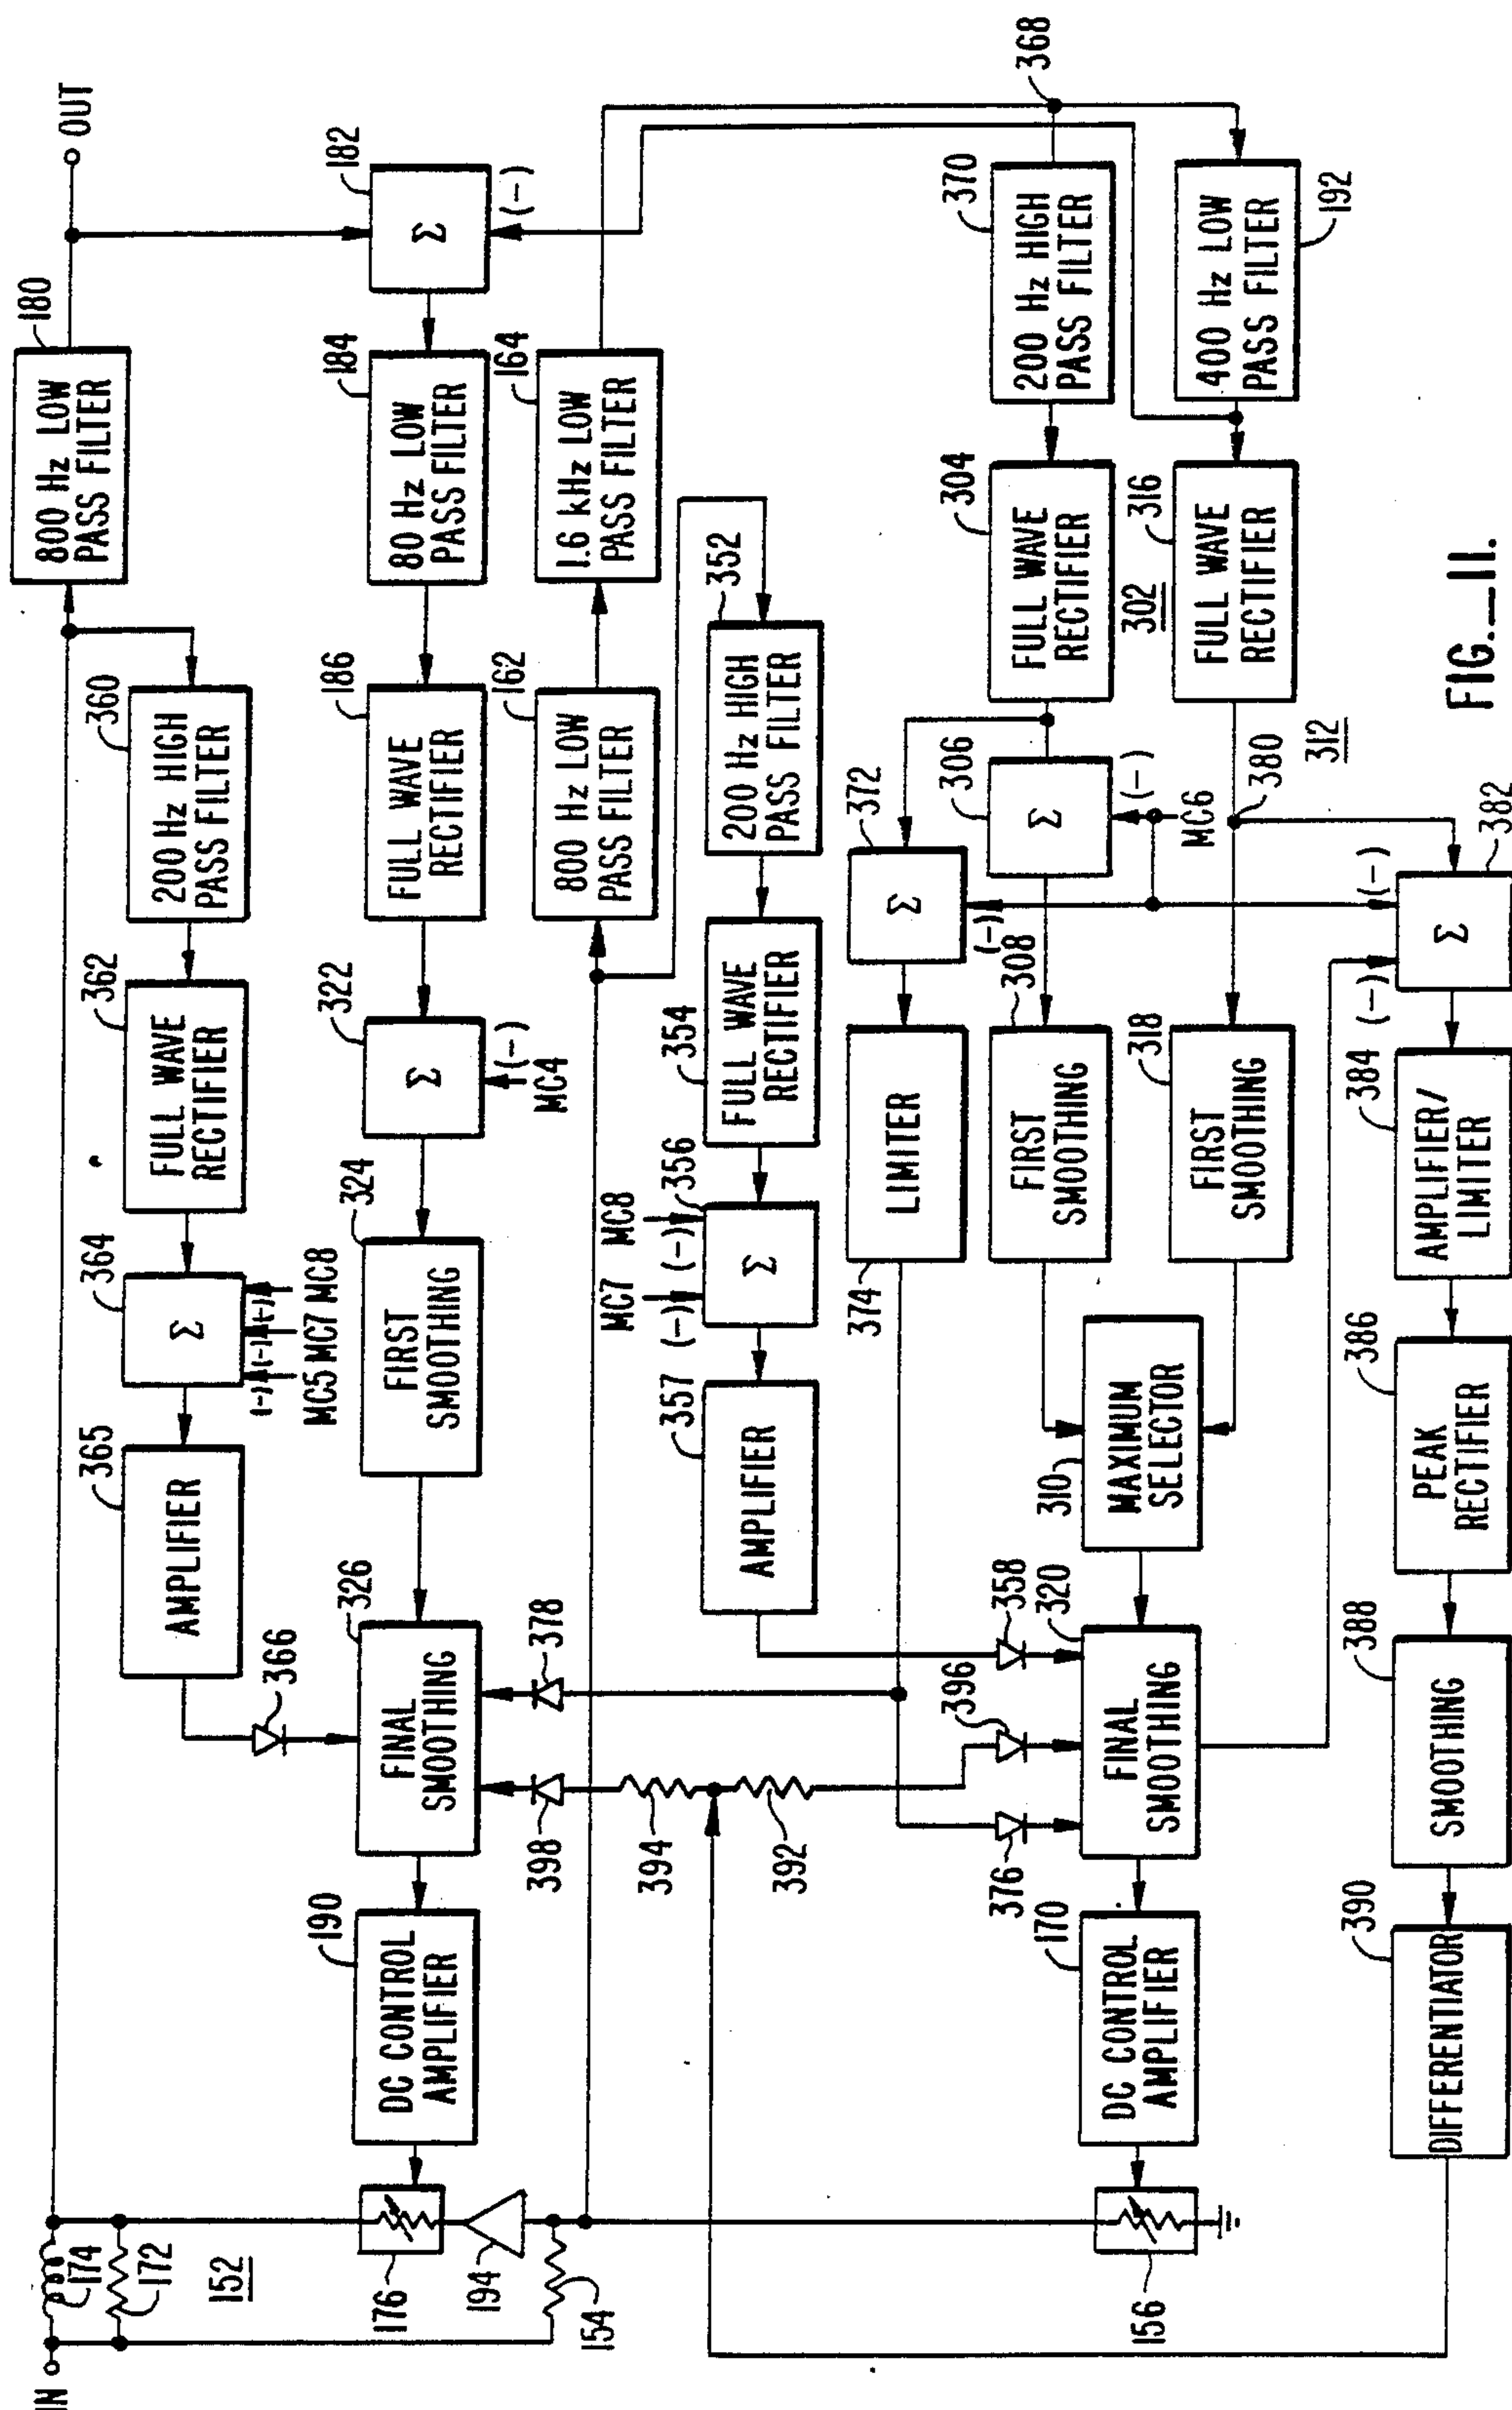 IN
174
172
152
176
194
154
156
OUT
180
800 Hz LOW
PASS FILTER
360
200 Hz HIGH
PASS FILTER
362
FULL WAVE
RECTIFIER
364
Σ
(-)
(-)
(-)
MC5 MC7 MC8
365
AMPLIFIER
366
182
Σ
(-)
184
80 Hz LOW
PASS FILTER
186
FULL WAVE
RECTIFIER
322
Σ
(-)
MC4
324
FIRST
SMOOTHING
326
FINAL
SMOOTHING
190
DC CONTROL
AMPLIFIER
378
398
394
392
164
1.6 kHz LOW
PASS FILTER
162
800 Hz LOW
PASS FILTER
352
200 Hz HIGH
PASS FILTER
354
FULL WAVE
RECTIFIER
356
MC7
MC8
(-)
(-)
Σ
357
AMPLIFIER
358
396
376
368
370
200 Hz HIGH
PASS FILTER
304
FULL WAVE
RECTIFIER
302
306
Σ
(-)
MC6
372
Σ
(-)
374
LIMITER
308
FIRST
SMOOTHING
192
400 Hz LOW
PASS FILTER
316
FULL WAVE
RECTIFIER
312
380
318
FIRST
SMOOTHING
310
MAXIMUM
SELECTOR
320
FINAL
SMOOTHING
170
DC CONTROL
AMPLIFIER
382
(-)
(-)
Σ
384
AMPLIFIER/
LIMITER
386
PEAK
RECTIFIER
388
SMOOTHING
390
DIFFERENTIATOR
FIG._11.